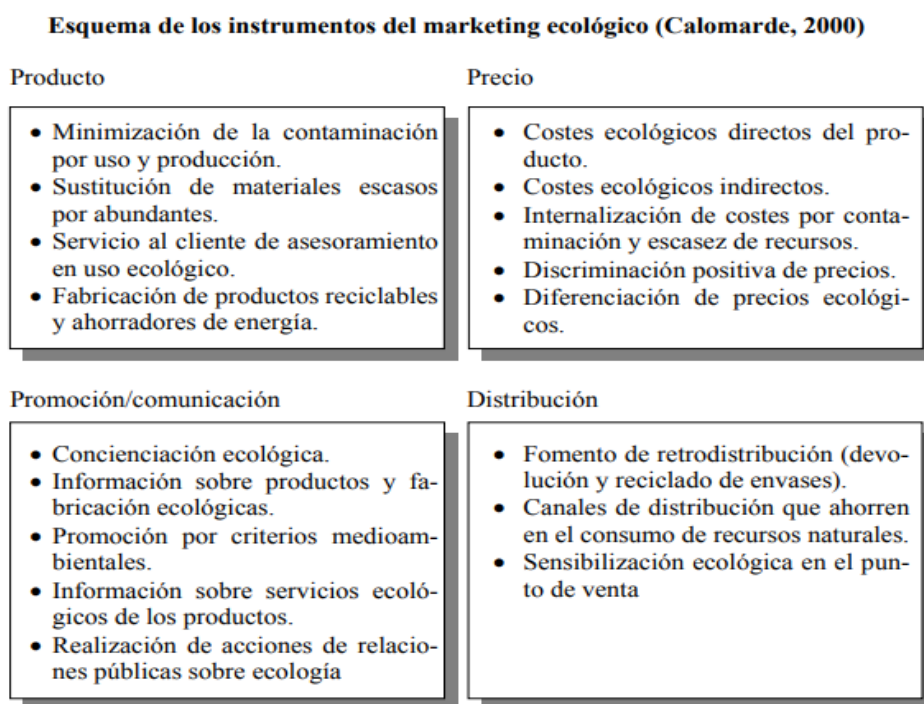 Esquema de los instrumentos del marketing ecológico (Calomarde, 2000)
Producto
• Minimización de la contaminación
por uso y producción.
• Sustitución de materiales escasos
por abundantes.
• Servicio al cliente de asesoramiento
en uso ecológico.
• Fabricación de productos reciclables
y ahorradores de energía.
Precio
• Costes ecológicos directos del pro-
ducto.
• Costes ecológicos indirectos.
• Internalización de costes por conta-
minación y escasez de recursos.
• Discriminación positiva de precios.
• Diferenciación de precios ecológi-
cos.
Promoción/comunicación
• Concienciación ecológica.
• Información sobre productos y fa-
bricación ecológicas.
• Promoción por criterios medioam-
bientales.
• Información sobre servicios ecoló-
gicos de los productos.
• Realización de acciones de relacio-
nes públicas sobre ecología
Distribución
• Fomento de retrodistribución (devo-
lución y reciclado de envases).
• Canales de distribución que ahorren
en el consumo de recursos naturales.
• Sensibilización ecológica en el pun-
to de venta